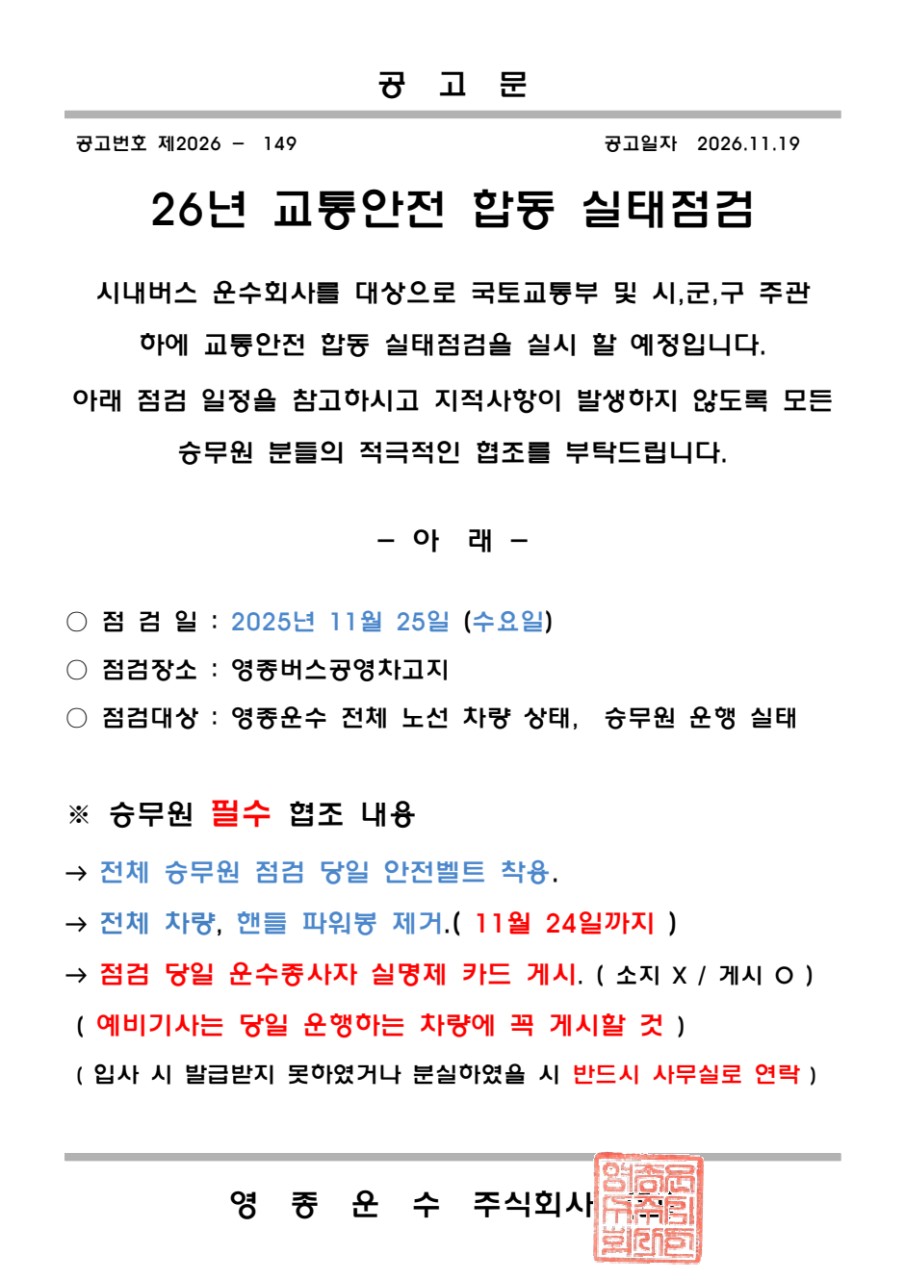 공 고 문
공고번호 제2026 - 149 공고일자 2026.11.19
26년 교통안전 합동 실태점검
시내버스 운수회사를 대상으로 국토교통부 및 시,군,구 주관
하에 교통안전 합동 실태점검을 실시 할 예정입니다.
아래 점검 일정을 참고하시고 지적사항이 발생하지 않도록 모든
승무원 분들의 적극적인 협조를 부탁드립니다.
- 아 래 -
○ 점 검 일 : 2025년 11월 25일 (수요일)
○ 점검장소 : 영종버스공영차고지
○ 점검대상 : 영종운수 전체 노선 차량 상태, 승무원 운행 실태
※ 승무원 필수 협조 내용
→ 전체 승무원 점검 당일 안전벨트 착용.
→ 전체 차량, 핸들 파워봉 제거.( 11월 24일까지 )
→ 점검 당일 운수종사자 실명제 카드 게시. ( 소지 X / 게시 O )
( 예비기사는 당일 운행하는 차량에 꼭 게시할 것 )
( 입사 시 발급받지 못하였거나 분실하였을 시 반드시 사무실로 연락 )
영 종 운 수 주식회사